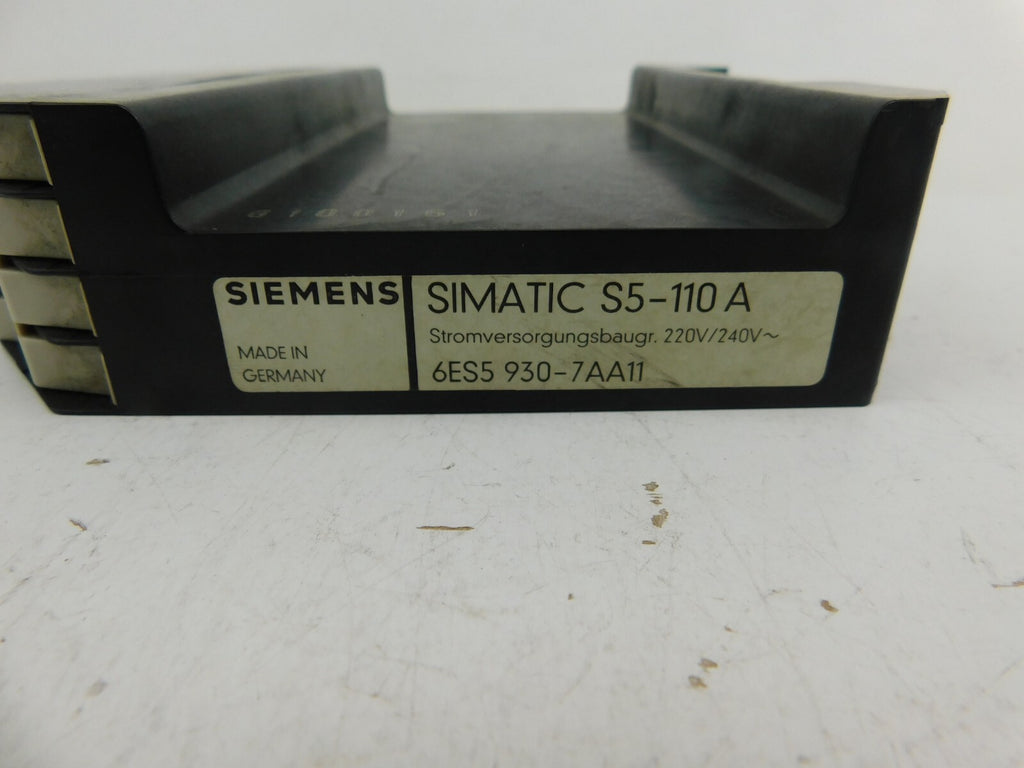 SIEMENS
MADE IN
GERMANY
SIMATIC S5-110 A
Stromversorgungsbaugr. 220V/240V~
6ES5 930-7AA11